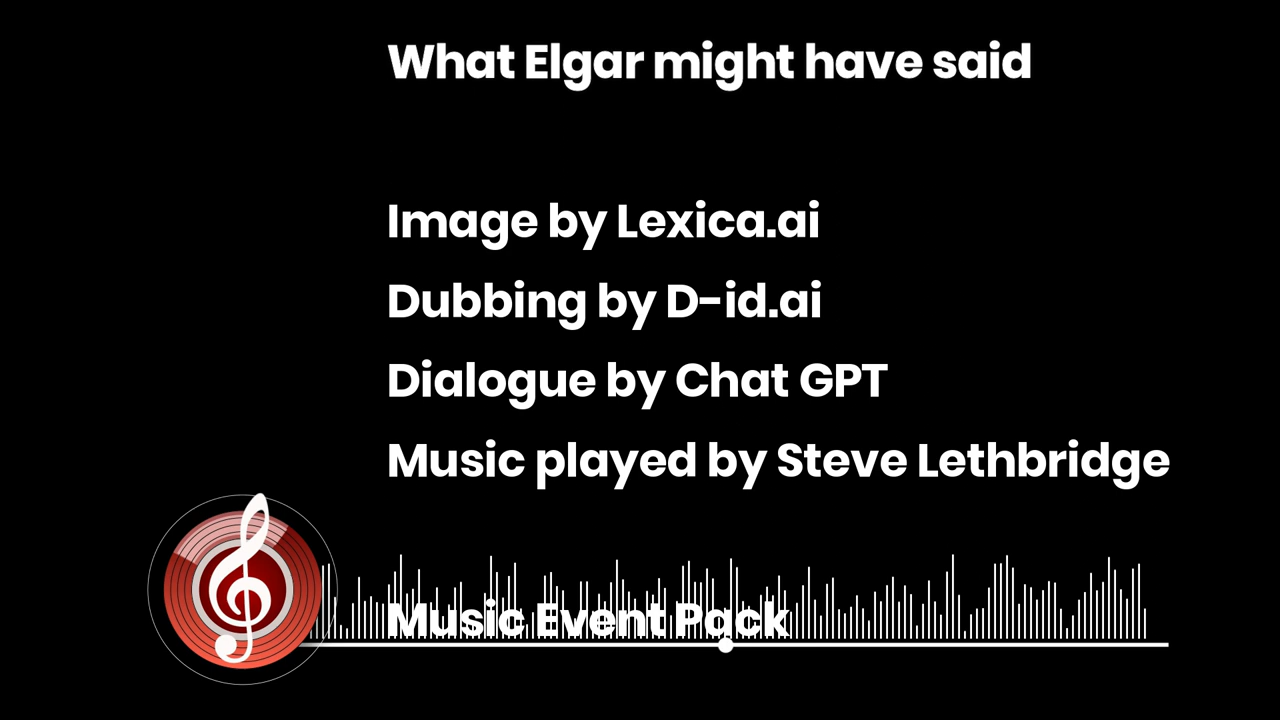 What Elgar might have said
Image by Lexica.ai
Dubbing by D-id.ai
Dialogue by Chat GPT
Music played by Steve Lethbridge
Music Event Pack